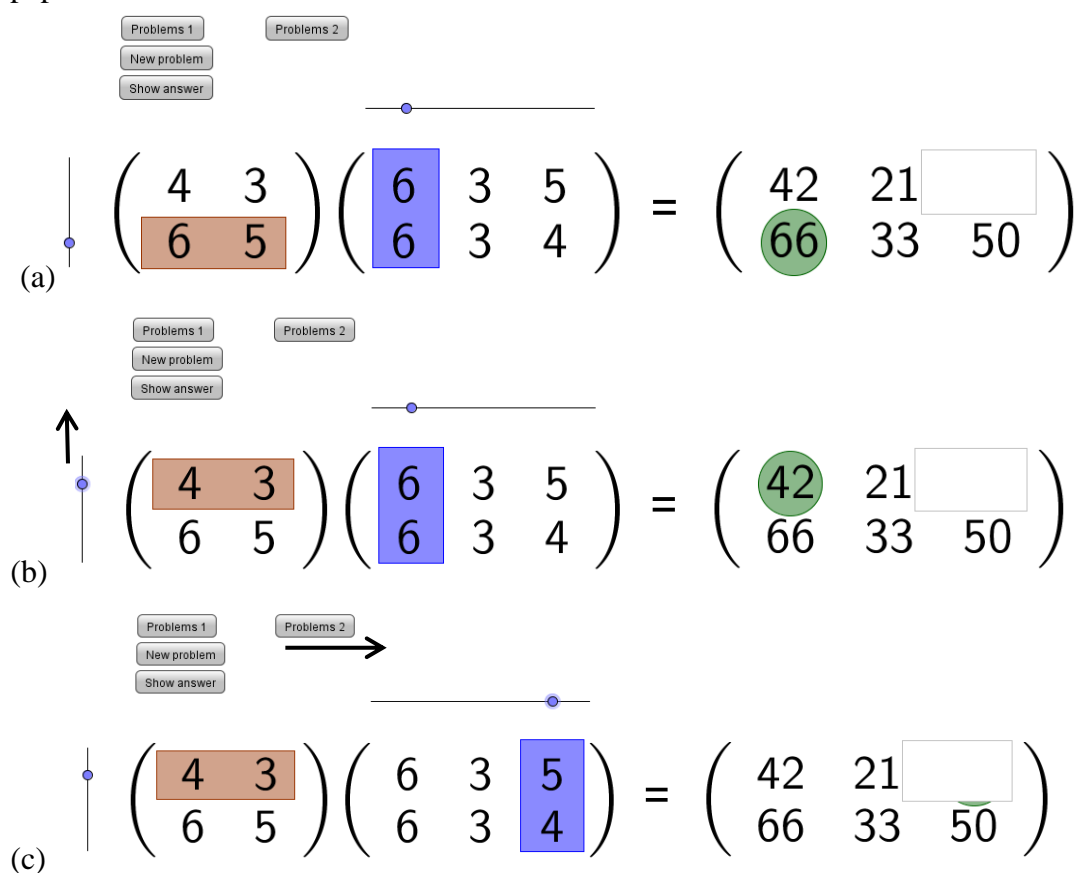 Problems 1 Problems 2
New problem
Show answer
4 3 6 3 5 = 42 21
6 5 6 3 4 66 33 50
(a)
Problems 1 Problems 2
New problem
Show answer
4 3 6 3 5 = 42 21
6 5 6 3 4 66 33 50
(b)
Problems 1 Problems 2
New problem
Show answer
4 3 6 3 5 = 42 21
6 5 6 3 4 66 33 50
(c)